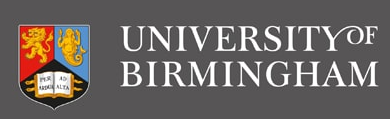 UNIVERSITY OF
BIRMINGHAM
PER AD
ARDUA ALTA